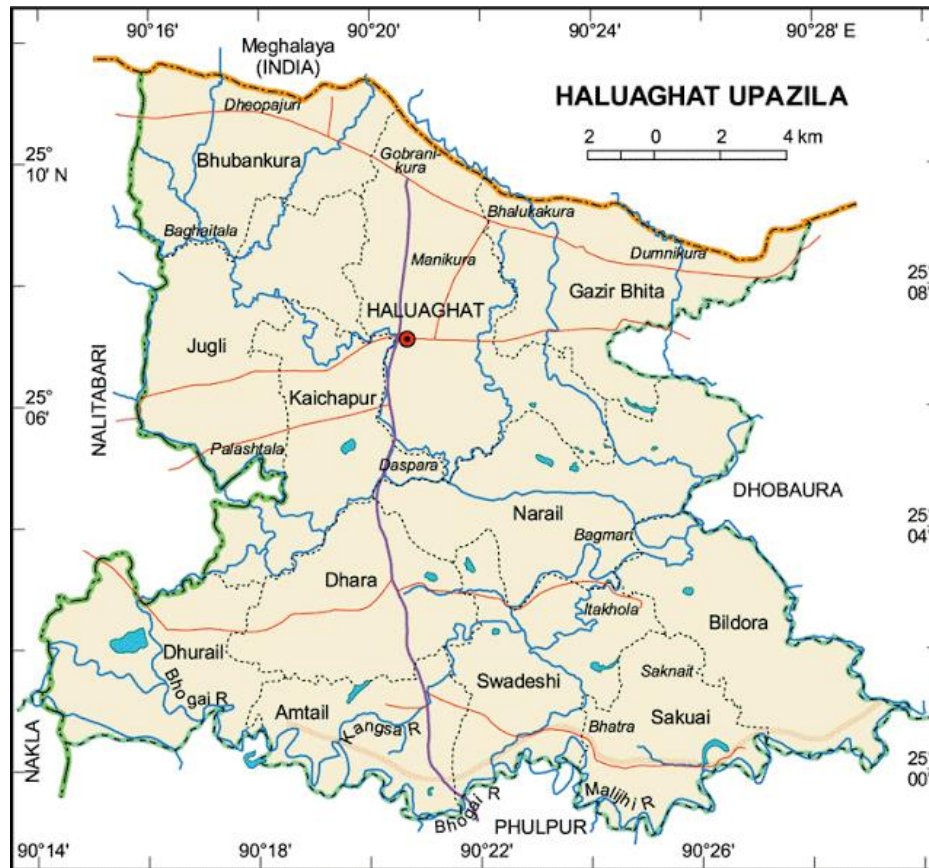 90°16' 90°20' 90°24' 90°28' E
Meghalaya
(INDIA)
HALUAGHAT UPAZILA
2 0 2 4 km
Dheopajuri
25°
10' N
Bhubankura
Gobrani-
kura
Baghaitala
Bhalukakura
Manikura
Dumnikura
25°
08'
Gazir Bhita
HALUAGHAT
Jugli
NALITABARI
Kaichapur
25°
06'
Palashtala
Daspara
DHOBAURA
Narail
25°
04'
Bagmari
Dhara
Itakhola
Bildora
Dhurail
Saknait
Bhogai R
Swadeshi
Amtail
Kangsa R
Bhatra
Sakuai
NAKLA
25°
00'
Malijhi R
Bhogai R
PHULPUR
90°14' 90°18' 90°22' 90°26'